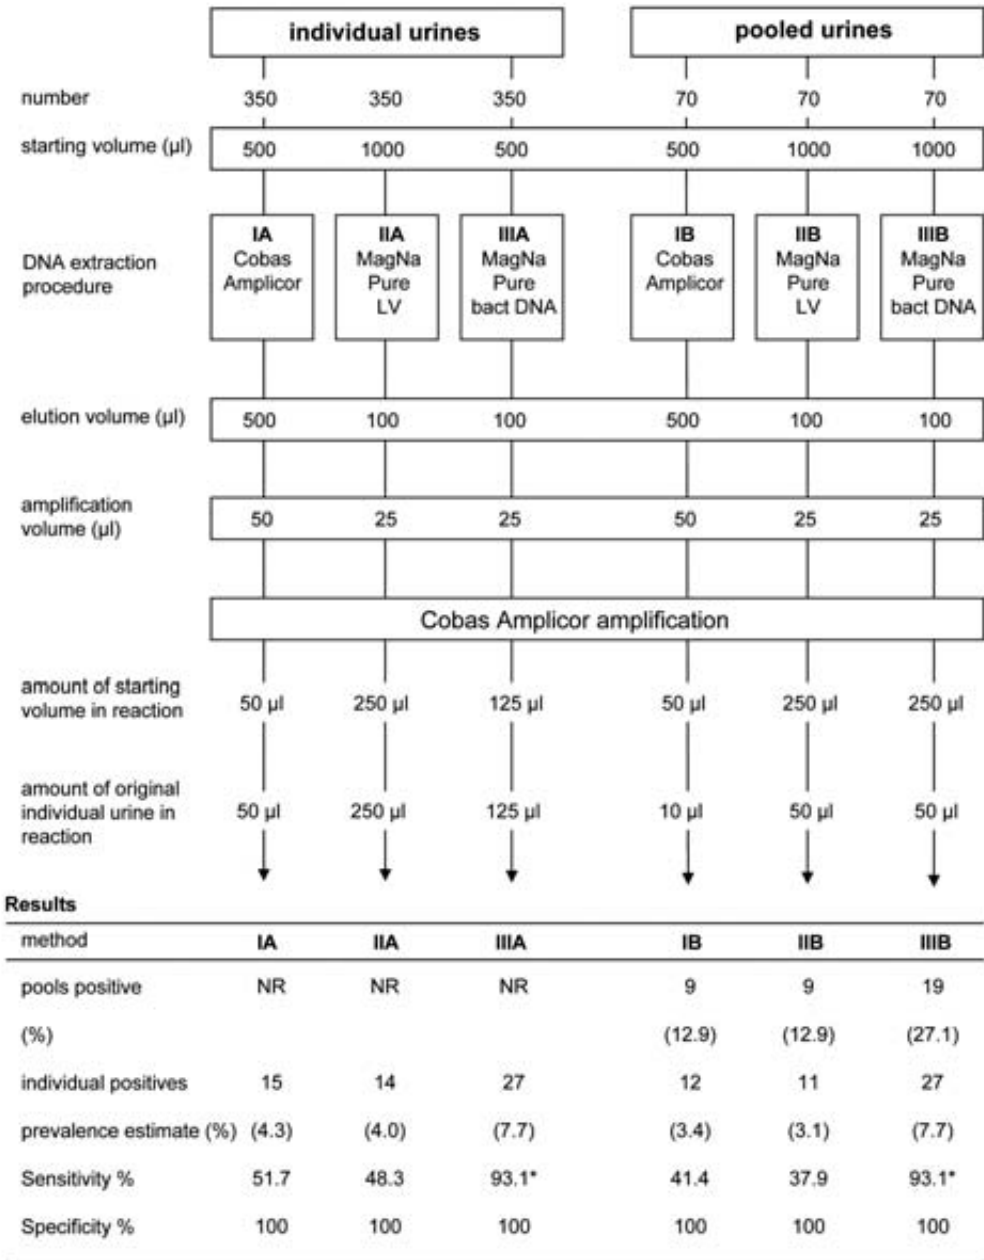 individual urines pooled urines
number 350 350 350 70 70 70
starting volume (µl) 500 1000 500 500 1000 1000
DNA extraction procedure
IA Cobas Amplicor
IIA MagNa Pure LV
IIIA MagNa Pure bact DNA
IB Cobas Amplicor
IIB MagNa Pure LV
IIIB MagNa Pure bact DNA
elution volume (µl) 500 100 100 500 100 100
amplification
volume (µl) 50 25 25 50 25 25
Cobas Amplicor amplification
amount of starting
volume in reaction 50 µl 250 µl 125 µl 50 µl 250 µl 250 µl
amount of original
individual urine in
reaction 50 µl 250 µl 125 µl 10 µl 50 µl 50 µl
Results
method IA IIA IIIA IB IIB IIIB
pools positive NR NR NR 9 9 19
(%) (12.9) (12.9) (27.1)
individual positives 15 14 27 12 11 27
prevalence estimate (%) (4.3) (4.0) (7.7) (3.4) (3.1) (7.7)
Sensitivity % 51.7 48.3 93.1* 41.4 37.9 93.1*
Specificity % 100 100 100 100 100 100